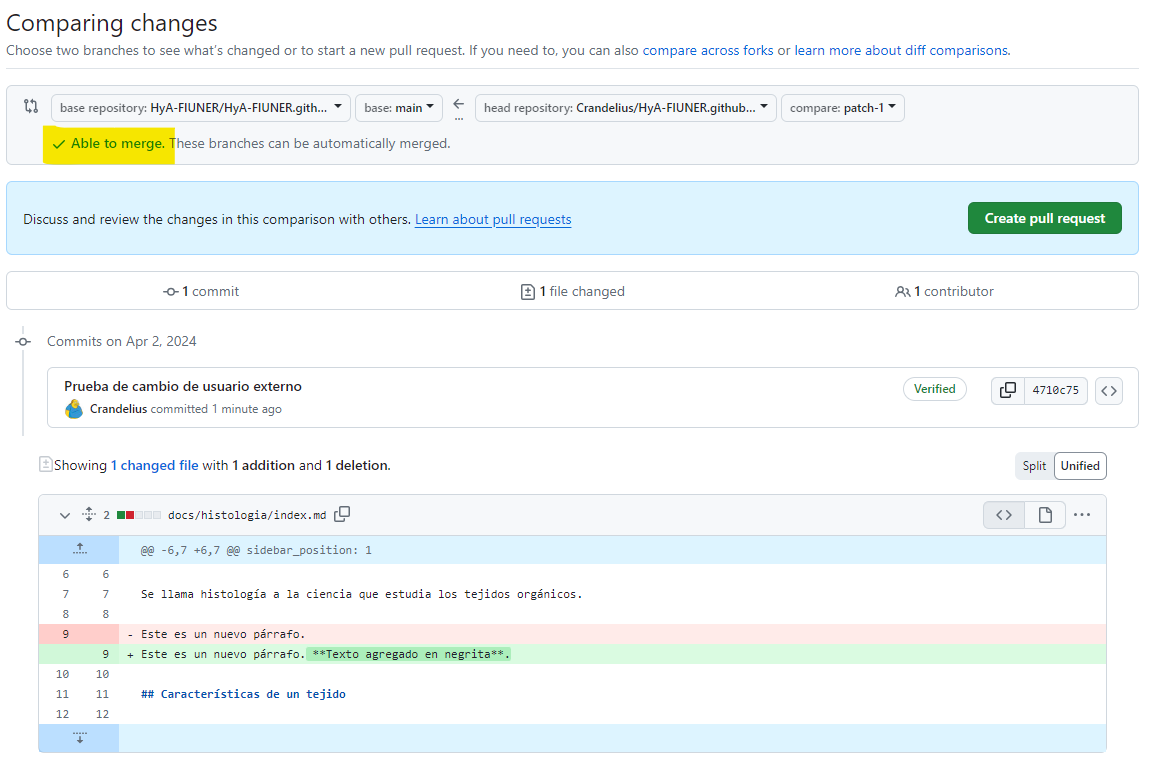 Comparing changes
Choose two branches to see what's changed or to start a new pull request. If you need to, you can also compare across forks or learn more about diff comparisons.
base repository: HyA-FIUNER/HyA-FIUNER.gith... base: main ... head repository: Crandelius/HyA-FIUNER.github... compare: patch-1
Able to merge. These branches can be automatically merged.
Discuss and review the changes in this comparison with others. Learn about pull requests Create pull request
1 commit 1 file changed 1 contributor
Commits on Apr 2, 2024
Prueba de cambio de usuario externo Verified 4710c75
Crandelius committed 1 minute ago
Showing 1 changed file with 1 addition and 1 deletion. Split Unified
2 docs/histologia/index.md
@@ -6,7 +6,7 @@ sidebar_position: 1
6 6
7 7 Se llama histología a la ciencia que estudia los tejidos orgánicos.
8 8
9 - Este es un nuevo párrafo.
9 + Este es un nuevo párrafo. **Texto agregado en negrita**.
10 10
11 11 ## Características de un tejido
12 12